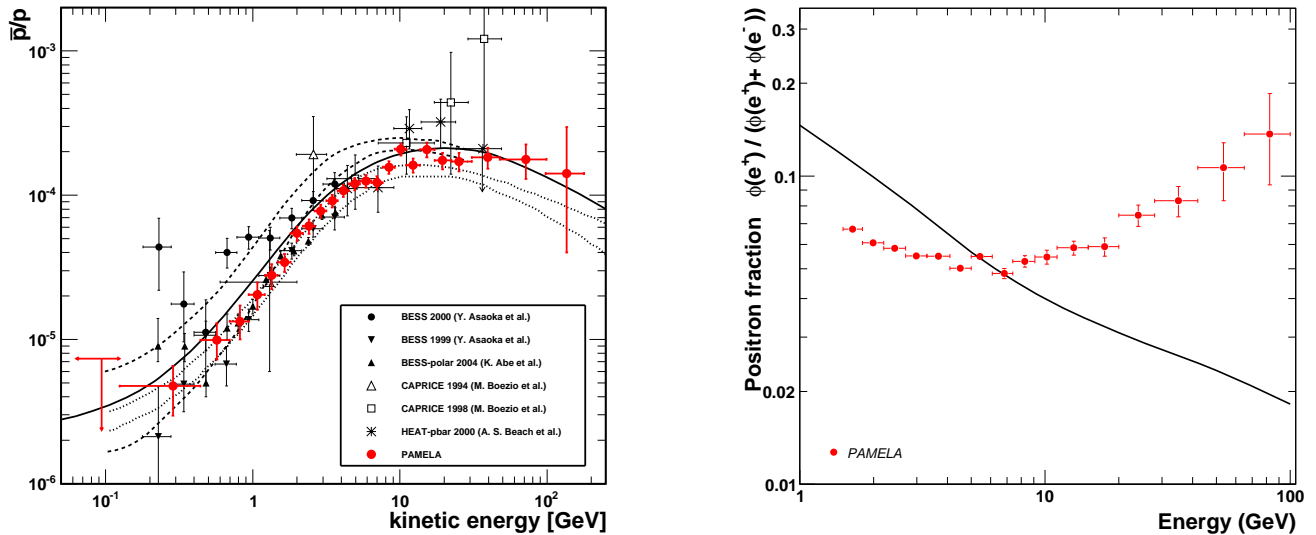 p̅/p
10⁻³
10⁻⁴
10⁻⁵
10⁻⁶
BESS 2000 (Y. Asaoka et al.)
BESS 1999 (Y. Asaoka et al.)
BESS-polar 2004 (K. Abe et al.)
CAPRICE 1994 (M. Boezio et al.)
CAPRICE 1998 (M. Boezio et al.)
HEAT-pbar 2000 (A. S. Beach et al.)
PAMELA
10⁻¹ 1 10 10²
kinetic energy [GeV]
Positron fraction φ(e⁺) / (φ(e⁺)+ φ(e⁻))
0.3
0.2
0.1
0.02
0.01
PAMELA
1 10 100
Energy (GeV)